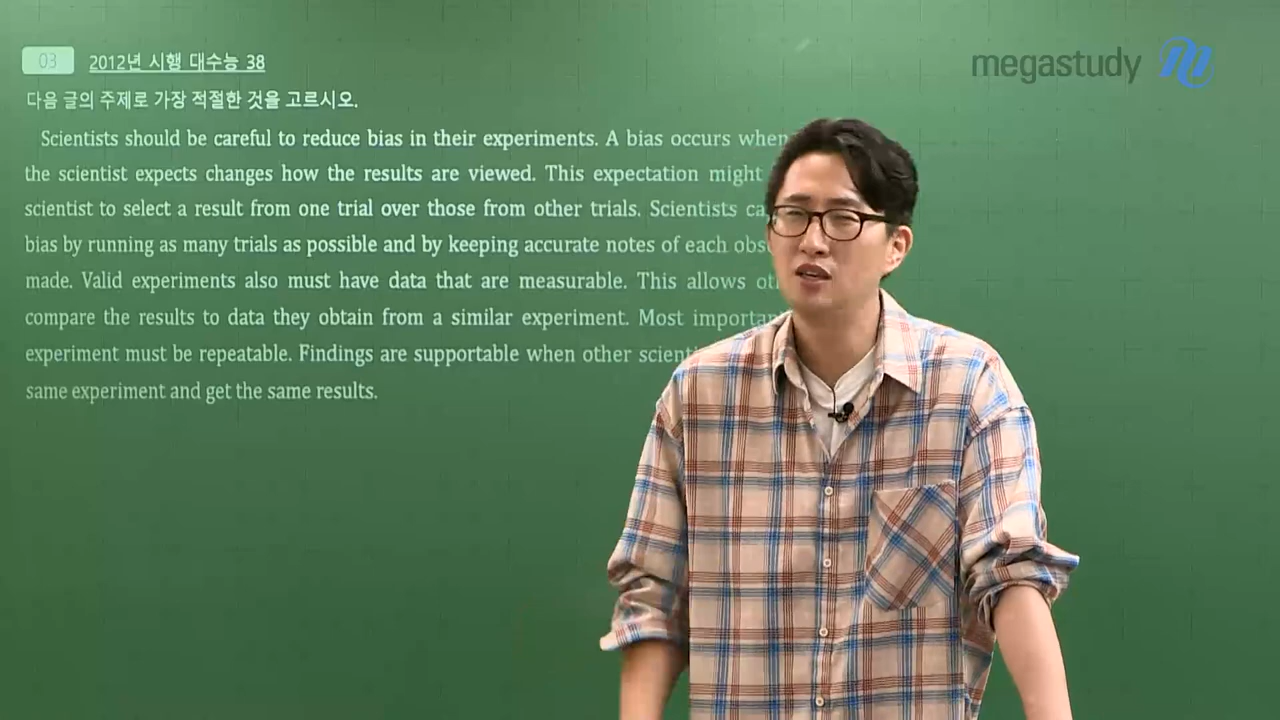 03 2012년 시행 대수능 38
megastudy
다음 글의 주제로 가장 적절한 것을 고르시오.
Scientists should be careful to reduce bias in their experiments. A bias occurs when
the scientist expects changes how the results are viewed. This expectation might
scientist to select a result from one trial over those from other trials. Scientists
bias by running as many trials as possible and by keeping accurate notes of each
made. Valid experiments also must have data that are measurable. This allows
compare the results to data they obtain from a similar experiment. Most
experiment must be repeatable. Findings are supportable when other
same experiment and get the same results.